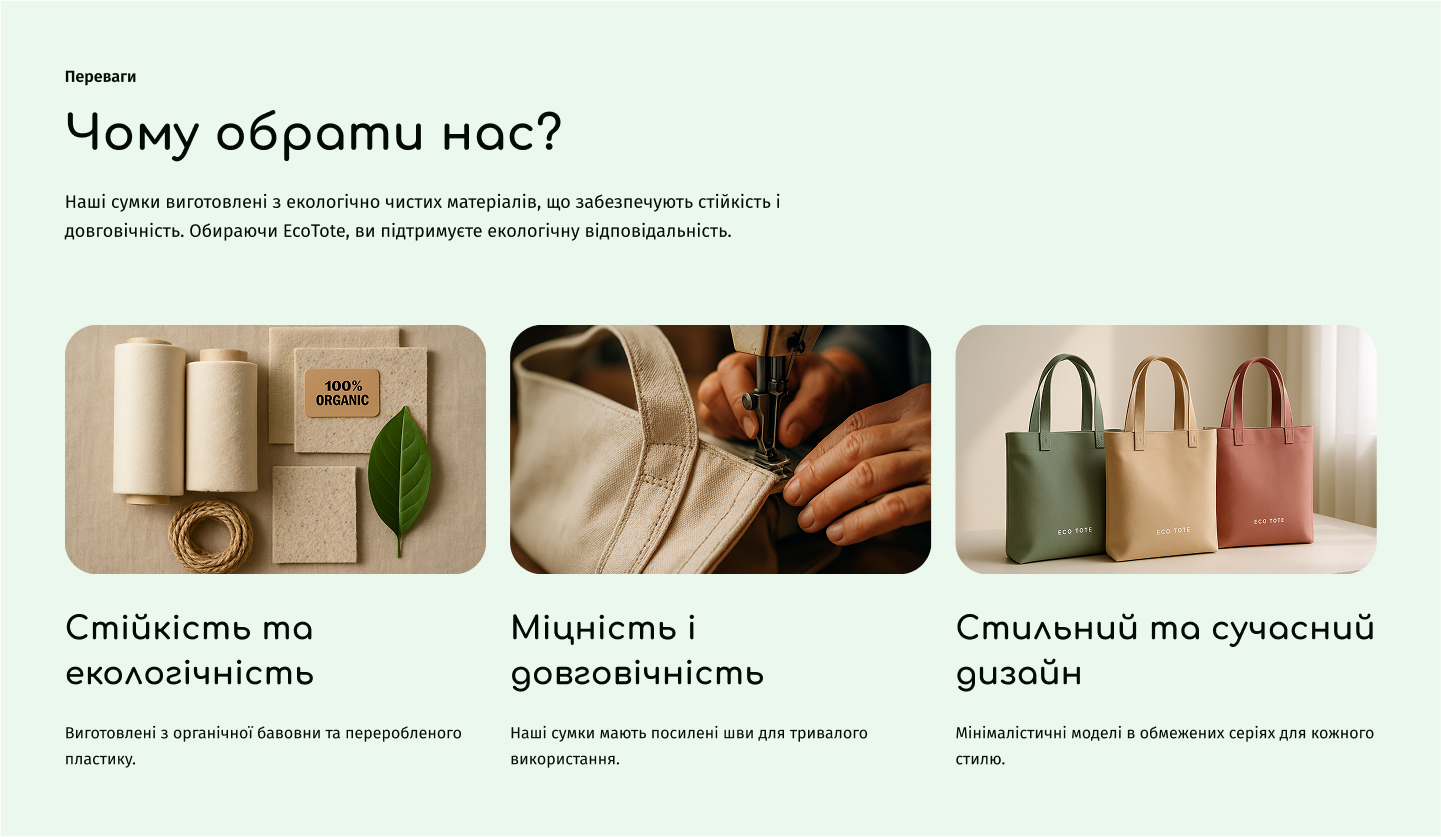 Переваги
Чому обрати нас?
Наші сумки виготовлені з екологічно чистих матеріалів, що забезпечують стійкість і
довговічність. Обираючи EcoTote, ви підтримуєте екологічну відповідальність.
100%
ORGANIC
ECO TOTE
ECO TOTE
ECO TOTE
Стійкість та
екологічність
Виготовлені з органічної бавовни та переробленого
пластику.
Міцність і
довговічність
Наші сумки мають посилені шви для тривалого
використання.
Стильний та сучасний
дизайн
Мінімалістичні моделі в обмежених серіях для кожного
стилю.